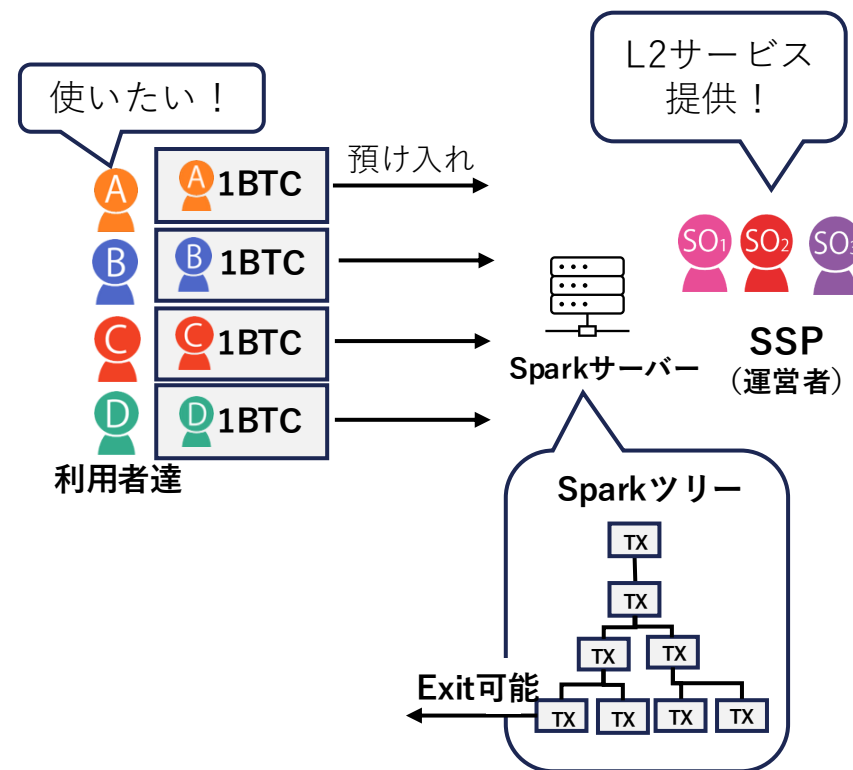 使いたい！
L2サービス
提供！
預け入れ
A
A 1BTC
B
B 1BTC
C
C 1BTC
D
D 1BTC
利用者達
SO₁
SO₂
SO₃
Sparkサーバー
SSP
（運営者）
Sparkツリー
TX
TX
TX TX
Exit可能
TX TX TX TX